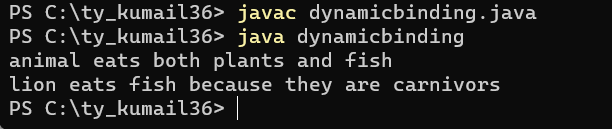 PS C:\ty_kumail36> javac dynamicbinding.java
PS C:\ty_kumail36> java dynamicbinding
animal eats both plants and fish
lion eats fish because they are carnivors
PS C:\ty_kumail36>